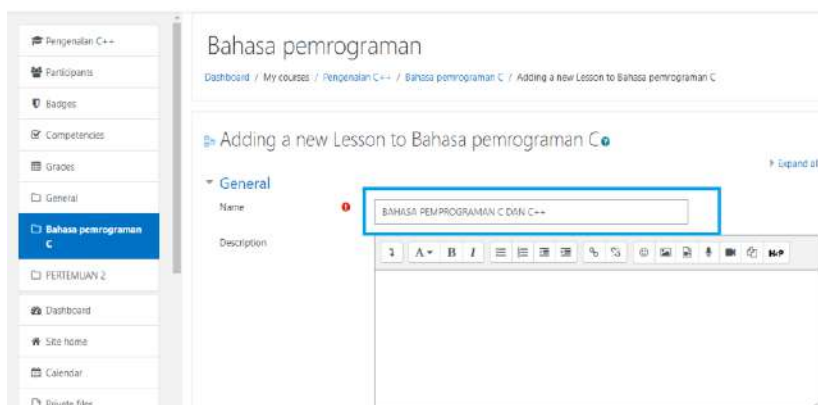 Pengenalan C++
Participants
Badges
Competencies
Grades
General
Bahasa pemrograman
C
PERTEMUAN 2
Dashboard
Site home
Calendar
Private files
Bahasa pemrograman
Dashboard / My courses / Pengenalan C++ / Bahasa pemrograman C / Adding a new Lesson to Bahasa pemrograman C
Adding a new Lesson to Bahasa pemrograman C
Expand all
General
Name
BAHASA PEMPROGRAMAN C DAN C++
Description
A B I
H-P